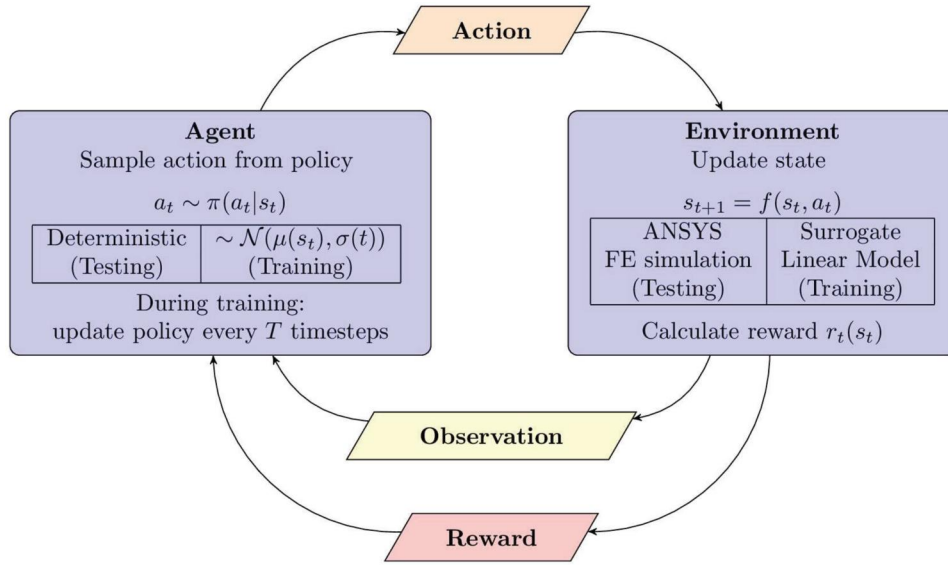 Action
Agent
Sample action from policy
a_t ∼ π(a_t|s_t)
Deterministic
(Testing)
∼ 𝒩(μ(s_t), σ(t))
(Training)
During training:
update policy every T timesteps
Environment
Update state
s_{t+1} = f(s_t, a_t)
ANSYS
FE simulation
(Testing)
Surrogate
Linear Model
(Training)
Calculate reward r_t(s_t)
Observation
Reward